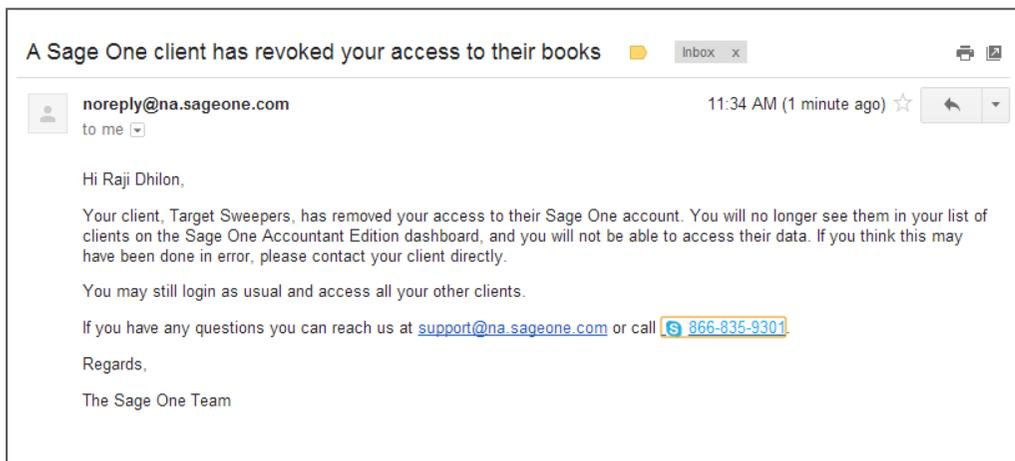 A Sage One client has revoked your access to their books Inbox x
noreply@na.sageone.com 11:34 AM (1 minute ago)
to me
Hi Raji Dhilon,
Your client, Target Sweepers, has removed your access to their Sage One account. You will no longer see them in your list of
clients on the Sage One Accountant Edition dashboard, and you will not be able to access their data. If you think this may
have been done in error, please contact your client directly.
You may still login as usual and access all your other clients.
If you have any questions you can reach us at support@na.sageone.com or call 866-835-9301.
Regards,
The Sage One Team